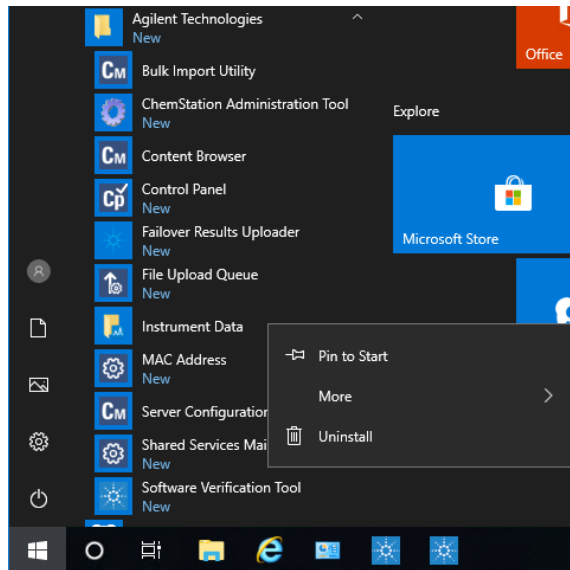 Agilent Technologies
New
Office
CM Bulk Import Utility
ChemStation Administration Tool
New
Explore
CM Content Browser
Cp Control Panel
New
Failover Results Uploader
New
Microsoft Store
File Upload Queue
New
Instrument Data
MAC Address
New
Pin to Start
More
CM Server Configuration
Uninstall
Shared Services Mai
New
Software Verification Tool
New